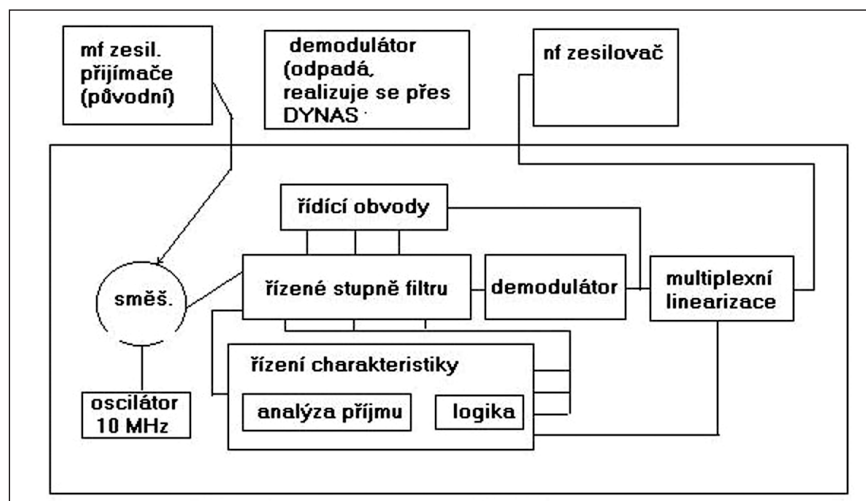 mf zesil.
přijímače
(původní)
demodulátor
(odpadá,
realizuje se přes
DYNAS
nf zesilovač
řídící obvody
směš.
řízené stupně filtru
demodulátor
multiplexní
linearizace
řízení charakteristiky
analýza příjmu
logika
oscilátor
10 MHz